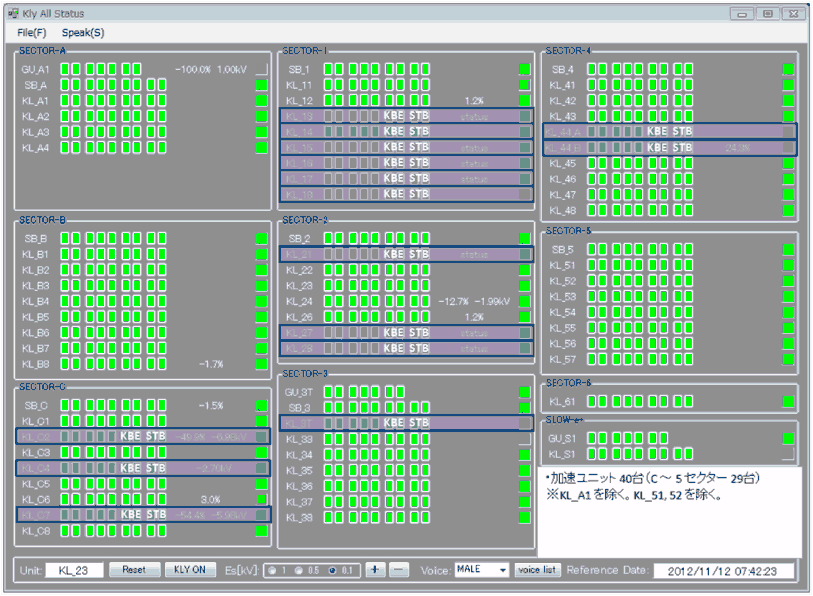 Kly All Status
File(F) Speak(S)
SECTOR-A
GU_A1 -100.0% 1.00kV
SB_A
KL_A1
KL_A2
KL_A3
KL_A4
SECTOR-B
SB_B
KL_B1
KL_B2
KL_B3
KL_B4
KL_B5
KL_B6
KL_B7
KL_B8 -1.7%
SECTOR-C
SB_C -1.5%
KL_C1
KL_C2 KBE STB -49.9%
KL_C3
KL_C4 KBE STB -2.70kV
KL_C5
KL_C6 3.0%
KL_C7 KBE STB -54.4% -5.96kV
KL_C8
SECTOR-1
SB_1
KL_11
KL_12 1.2%
KL_13 KBE STB status
KL_14 KBE STB status
KL_15 KBE STB status
KL_16 KBE STB status
KL_17 KBE STB status
KL_18 KBE STB
SECTOR-2
SB_2
KL_21 KBE STB status
KL_22
KL_23
KL_24 -12.7% -1.99kV
KL_26 1.2%
KL_27 KBE STB status
KL_28 KBE STB status
SECTOR-3
GU_3T
SB_3
KBE STB
KL_33
KL_34
KL_35
KL_36
KL_37
KL_38
SECTOR-4
SB_4
KL_41
KL_42
KL_43
KL_44 A KBE STB
KL_44 B KBE STB 24.3%
KL_45
KL_46
KL_47
KL_48
SECTOR-5
SB_5
KL_51
KL_52
KL_53
KL_54
KL_55
KL_56
KL_57
SECTOR-6
KL_61
SLOW-e+
GU_S1
KL_S1
・加速ユニット 40台(C ～ 5 セクター 29台)
※KL_A1 を除く。KL_51, 52 を除く。
Unit: KL_23 Reset KLY ON Es[kV]: 1 0.5 0.1 + − Voice: MALE voice list Reference Date: 2012/11/12 07:42:23